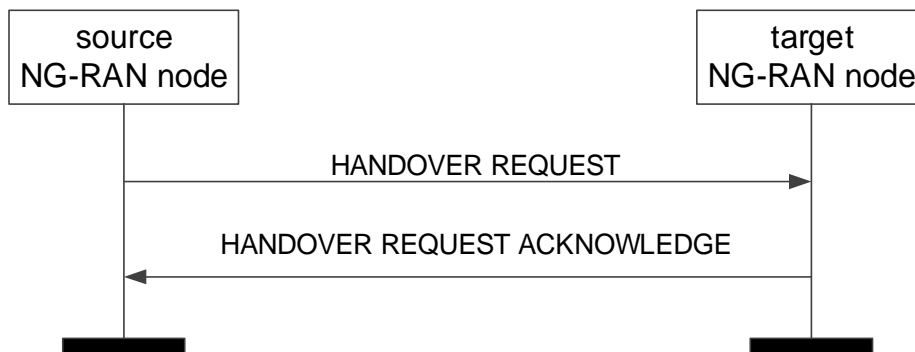 source
NG-RAN node
target
NG-RAN node
HANDOVER REQUEST
HANDOVER REQUEST ACKNOWLEDGE